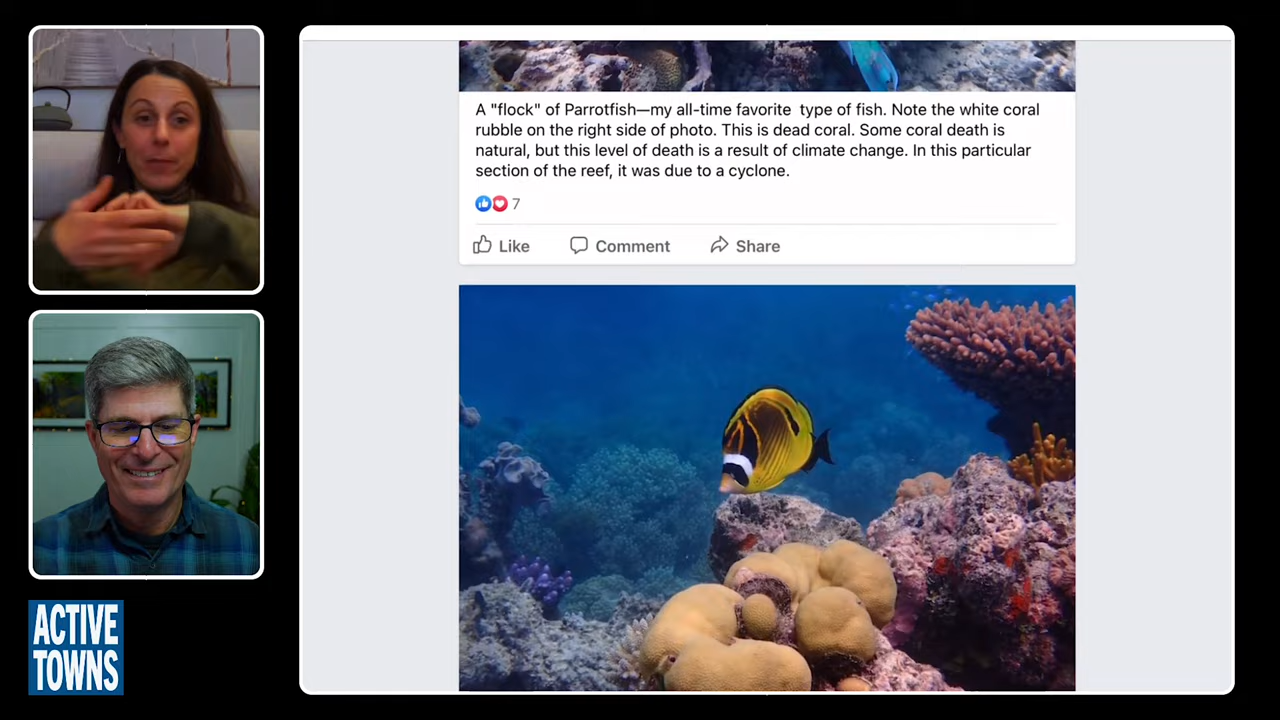 A "flock" of Parrotfish—my all-time favorite  type of fish. Note the white coral
rubble on the right side of photo. This is dead coral. Some coral death is
natural, but this level of death is a result of climate change. In this particular
section of the reef, it was due to a cyclone.
7
Like Comment Share
ACTIVE
TOWNS